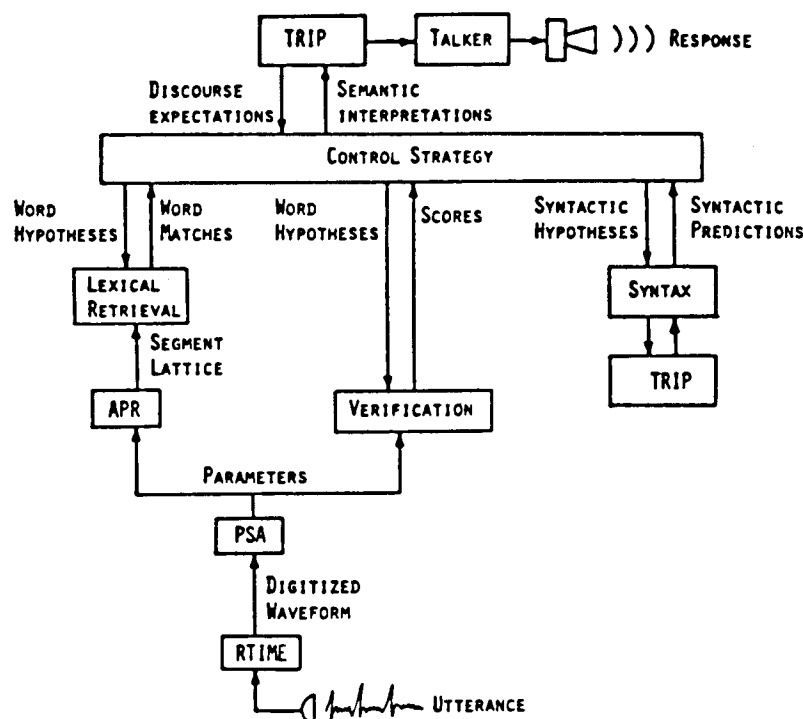 TRIP
TALKER
RESPONSE
DISCOURSE
EXPECTATIONS
SEMANTIC
INTERPRETATIONS
CONTROL STRATEGY
WORD
HYPOTHESES
WORD
MATCHES
WORD
HYPOTHESES
SCORES
SYNTACTIC
HYPOTHESES
SYNTACTIC
PREDICTIONS
LEXICAL
RETRIEVAL
SYNTAX
SEGMENT
LATTICE
TRIP
APR
VERIFICATION
PARAMETERS
PSA
DIGITIZED
WAVEFORM
RTIME
UTTERANCE